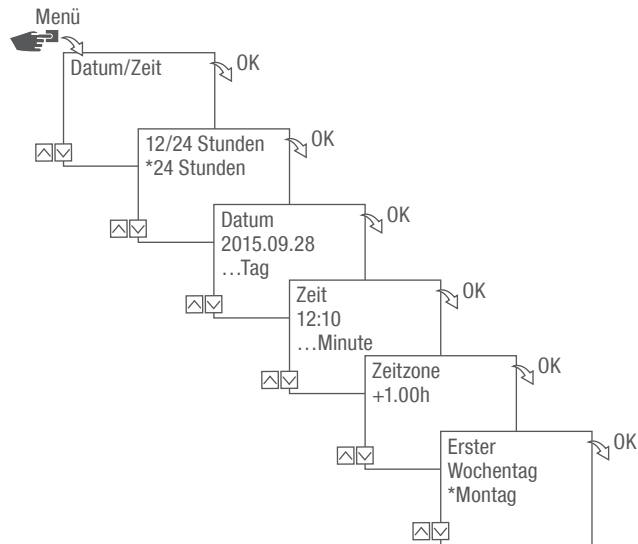 Menü
Datum/Zeit
OK
12/24 Stunden
*24 Stunden
OK
Datum
2015.09.28
…Tag
OK
Zeit
12:10
…Minute
OK
Zeitzone
+1.00h
OK
Erster
Wochentag
*Montag
OK